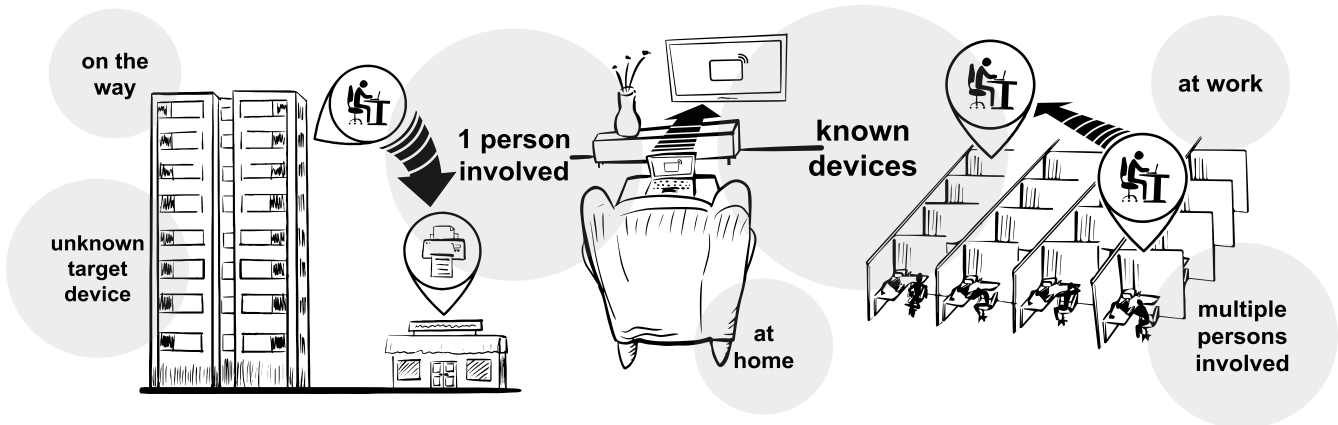 on the
way
unknown
target
device
1 person
involved
at
home
known
devices
at work
multiple
persons
involved